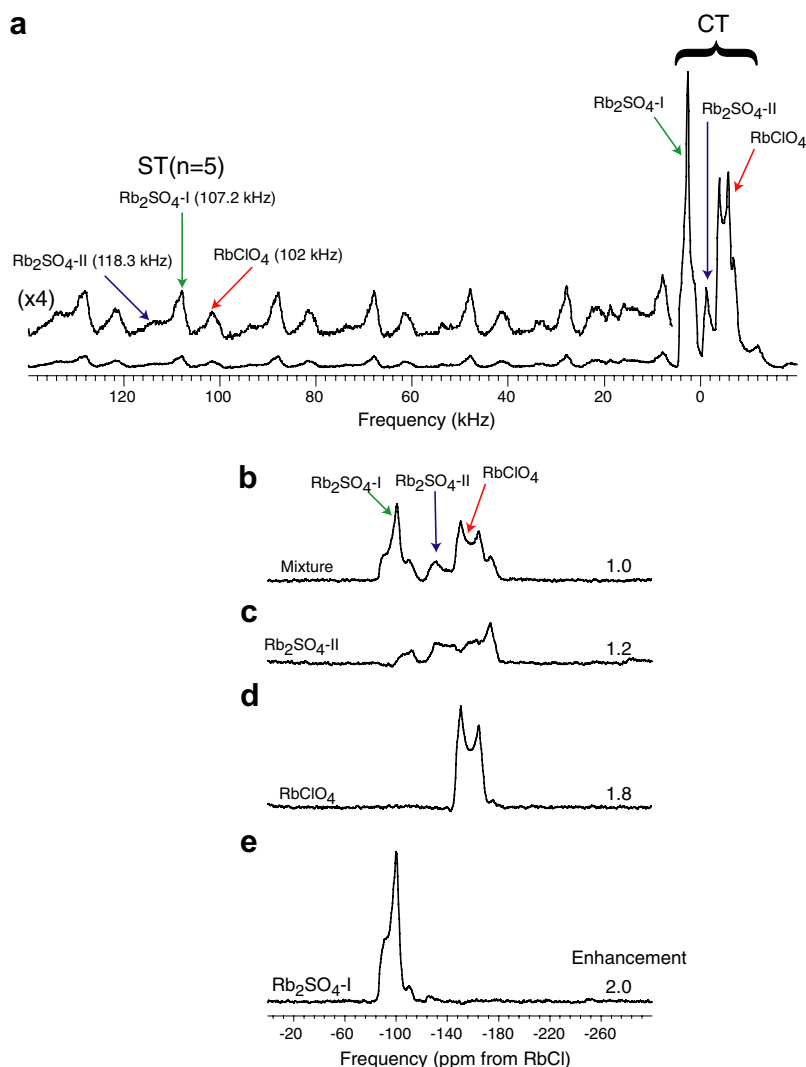 a
CT
Rb2SO4-I
Rb2SO4-II
RbClO4
ST(n=5)
Rb2SO4-I (107.2 kHz)
Rb2SO4-II (118.3 kHz)
RbClO4 (102 kHz)
(x4)
120 100 80 60 40 20 0
Frequency (kHz)
b
Rb2SO4-I
Rb2SO4-II
RbClO4
Mixture
1.0
c
Rb2SO4-II
1.2
d
RbClO4
1.8
e
Enhancement
Rb2SO4-I
2.0
-20 -60 -100 -140 -180 -220 -260
Frequency (ppm from RbCl)